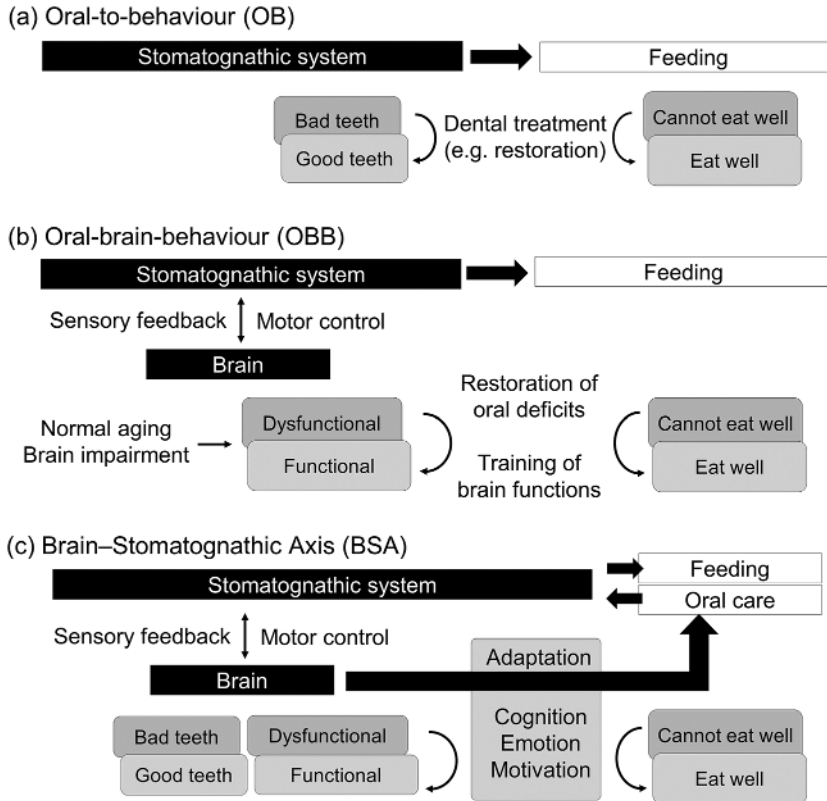 (a) Oral-to-behaviour (OB)
Stomatognathic system
Feeding
Bad teeth
Good teeth
Dental treatment
(e.g. restoration)
Cannot eat well
Eat well
(b) Oral-brain-behaviour (OBB)
Stomatognathic system
Feeding
Sensory feedback
Motor control
Brain
Normal aging
Brain impairment
Dysfunctional
Functional
Restoration of
oral deficits
Training of
brain functions
Cannot eat well
Eat well
(c) Brain–Stomatognathic Axis (BSA)
Stomatognathic system
Feeding
Oral care
Sensory feedback
Motor control
Brain
Adaptation
Cognition
Emotion
Motivation
Bad teeth
Good teeth
Dysfunctional
Functional
Cannot eat well
Eat well